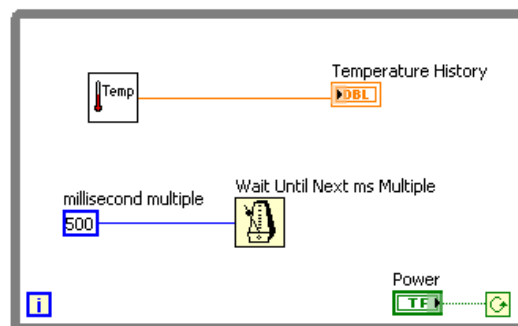 Temperature History
Temp
DBL
Wait Until Next ms Multiple
millisecond multiple
500
Power
TF
i